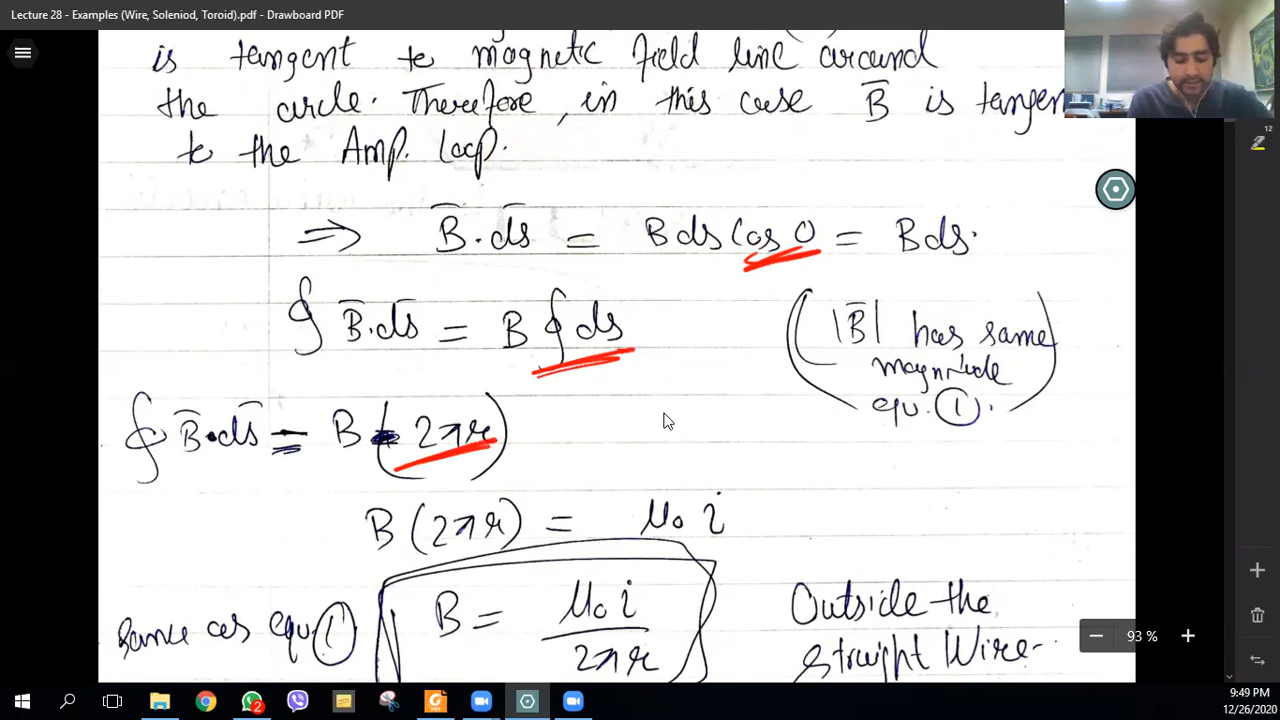 Lecture 28 - Examples (Wire, Soleniod, Toroid).pdf - Drawboard PDF
is tangent to magnetic field line around
the circle. Therefore, in this case B̅ is tangen
to the Amp. Loop.
⇒ B̅.d̅s̅ = B ds Cos 0 = B ds.
∮ B̅.d̅s̅ = B ∮ ds
( |B̅| has same
magnitude
equ. ① ).
∮ B̅.d̅s̅ = B (2πr)
B (2πr) = μ₀ i
same as equ ① B = μ₀ i / 2πr
Outside the
straight Wire-
12
93 %
2
9:49 PM
12/26/2020